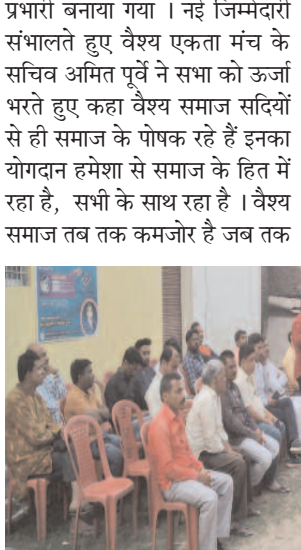 प्रभारी बनाया गया । नई जिम्मेदारी
संभालते हुए वैश्य एकता मंच के
सचिव अमित पूर्वे ने सभा को ऊर्जा
भरते हुए कहा वैश्य समाज सदियों
से ही समाज के पोषक रहे हैं इनका
योगदान हमेशा से समाज के हित में
रहा है, सभी के साथ रहा है । वैश्य
समाज तब तक कमजोर है जब तक